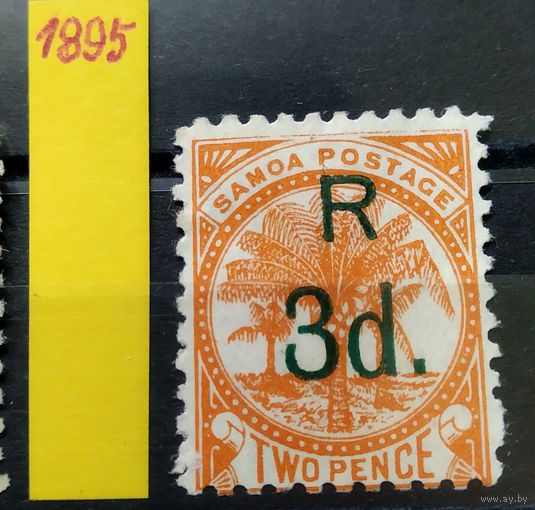 1895
SAMOA POSTAGE
R
3d.
TWO PENCE
www.ay.by